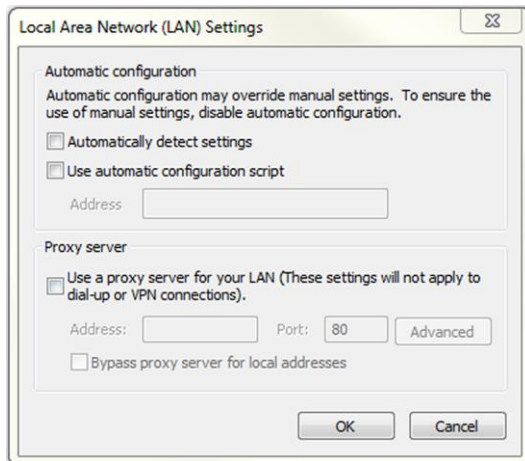 Local Area Network (LAN) Settings
Automatic configuration
Automatic configuration may override manual settings. To ensure the
use of manual settings, disable automatic configuration.
Automatically detect settings
Use automatic configuration script
Address
Proxy server
Use a proxy server for your LAN (These settings will not apply to
dial-up or VPN connections).
Address: Port: 80 Advanced
Bypass proxy server for local addresses
OK Cancel